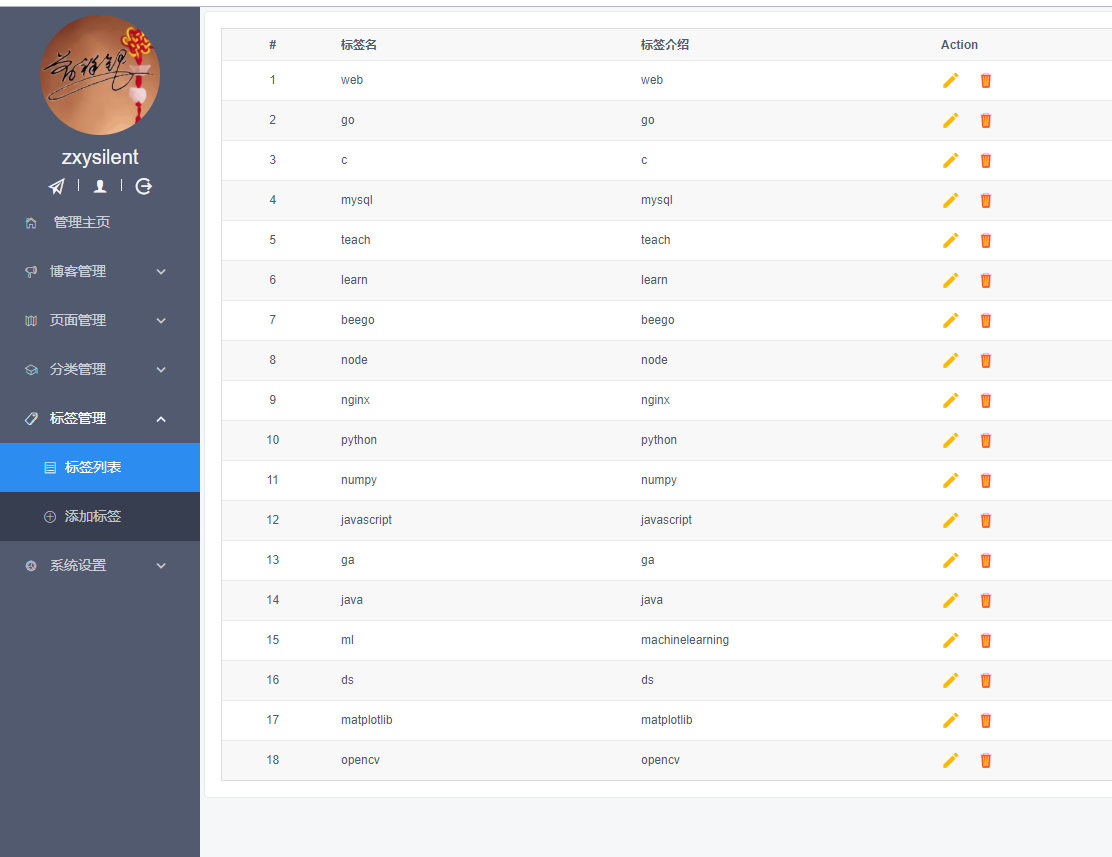 zxysilent
管理主页
博客管理
页面管理
分类管理
标签管理
标签列表
添加标签
系统设置
# 标签名 标签介绍 Action
1 web web
2 go go
3 c c
4 mysql mysql
5 teach teach
6 learn learn
7 beego beego
8 node node
9 nginx nginx
10 python python
11 numpy numpy
12 javascript javascript
13 ga ga
14 java java
15 ml machinelearning
16 ds ds
17 matplotlib matplotlib
18 opencv opencv